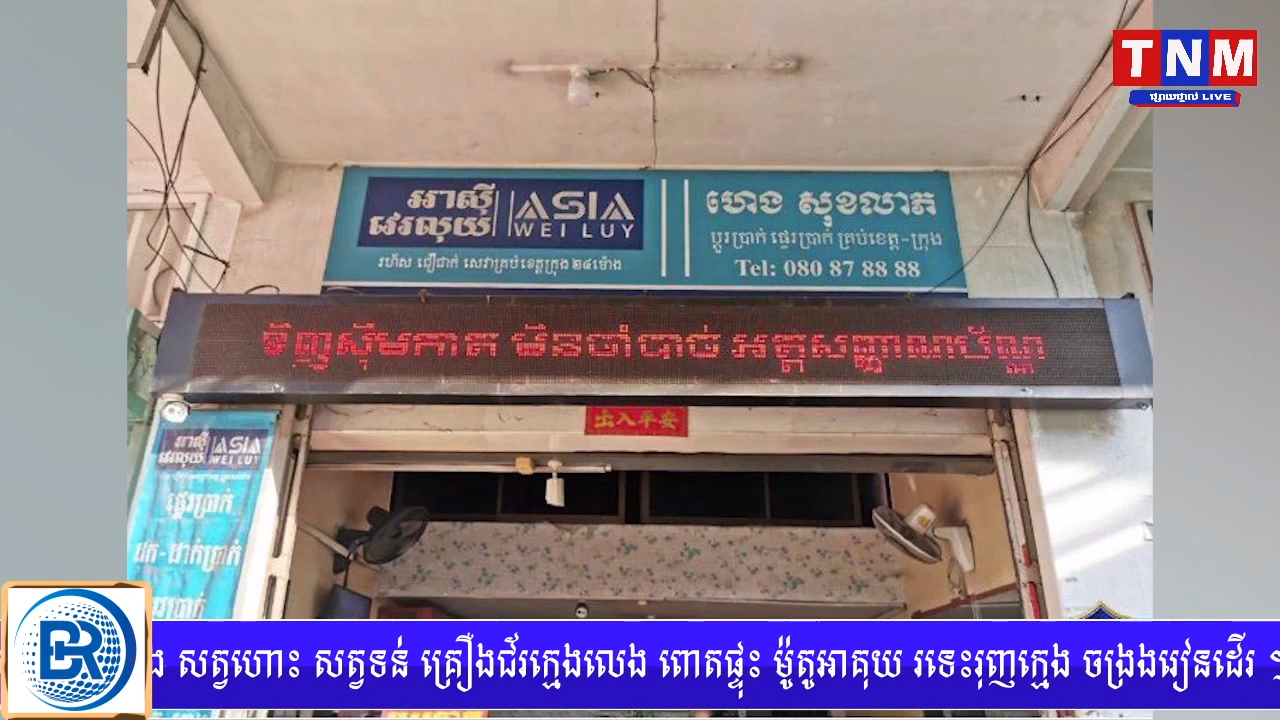 TNM
ផ្សាយផ្ទាល់ LIVE
អាស៊ី
វេរលុយ
ASIA
WEI LUY
រហ័ស ជឿជាក់ សេវាគ្រប់ខេត្តក្រុង ២៤ម៉ោង
ហេង សុខលាភ
ប្តូរប្រាក់ ផ្ទេរប្រាក់ គ្រប់ខេត្ត-ក្រុង
Tel: 080 87 88 88
ទិញស៊ីមកាត មិនចាំបាច់ អត្តសញ្ញាណប័ណ្ណ
出入平安
អាស៊ី
វេរលុយ
ASIA
WEI LUY
ផ្ទេរប្រាក់
ដក-ដាក់ប្រាក់
សត្វហោះ សត្វទន់ គ្រឿងជ័រក្មេងលេង ពោតផ្ទុះ ម៉ូតូអាគុយ រទេះរុញក្មេង ចង្រងរៀនដើរ